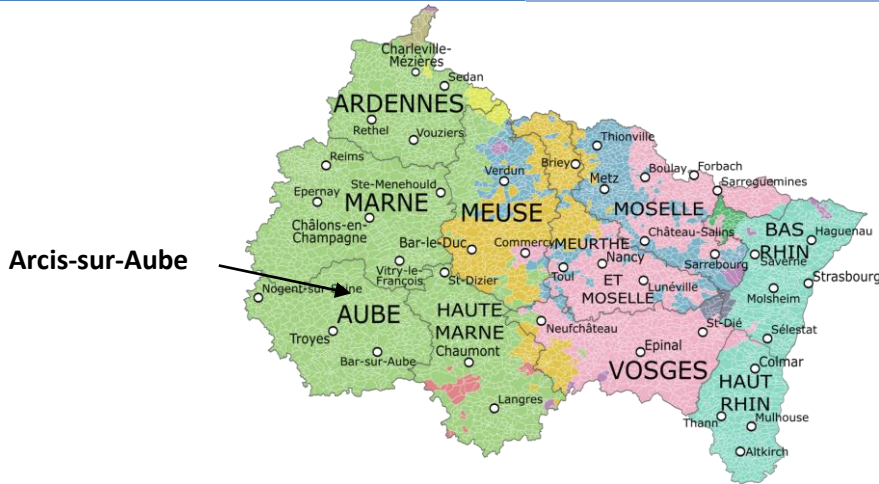 Charleville-
Mézières
Sedan
ARDENNES
Rethel
Vouziers
Thionville
Reims
Briey
Boulay
Forbach
Verdun
Metz
Sarreguemines
Epernay
Ste-Menehould
MARNE
MEUSE
MOSELLE
Châlons-en-
Champagne
Bar-le-Duc
Commercy
MEURTHE
Château-Salins
BAS
RHIN
Haguenau
Nancy
Saverne
Arcis-sur-Aube
Vitry-le-
François
St-Dizier
Toul
ET
MOSELLE
Lunéville
Sarrebourg
Strasbourg
Nogent-sur-Seine
Molsheim
AUBE
HAUTE
MARNE
Neufchâteau
St-Dié
Troyes
Sélestat
Bar-sur-Aube
Chaumont
Epinal
VOSGES
Colmar
HAUT
RHIN
Langres
Thann
Mulhouse
Altkirch